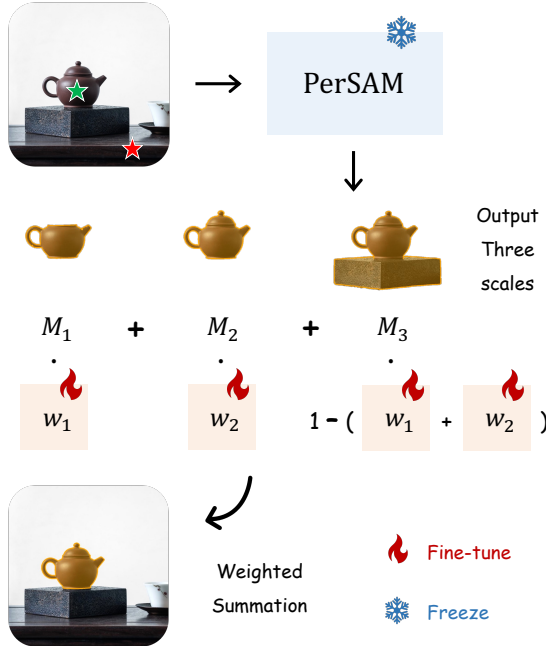 PerSAM
Output
Three
scales
M₁ + M₂ + M₃
· · ·
w₁ w₂ 1 - ( w₁ + w₂ )
Weighted
Summation
Fine-tune
Freeze